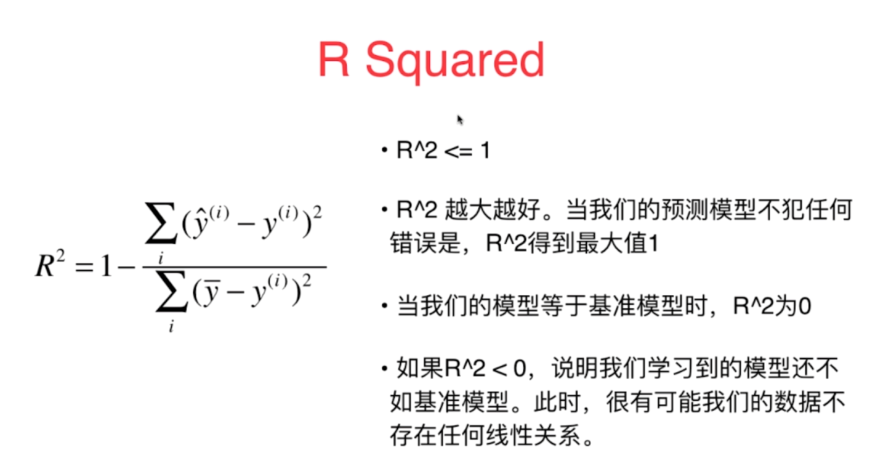 R Squared
• R^2 <= 1
• R^2 越大越好。当我们的预测模型不犯任何
错误是，R^2得到最大值1
R² = 1 − \frac{\sum_i (\hat{y}^{(i)} − y^{(i)})^2}{\sum_i (\bar{y} − y^{(i)})^2}
• 当我们的模型等于基准模型时，R^2为0
• 如果R^2 < 0，说明我们学习到的模型还不
如基准模型。此时，很有可能我们的数据不
存在任何线性关系。